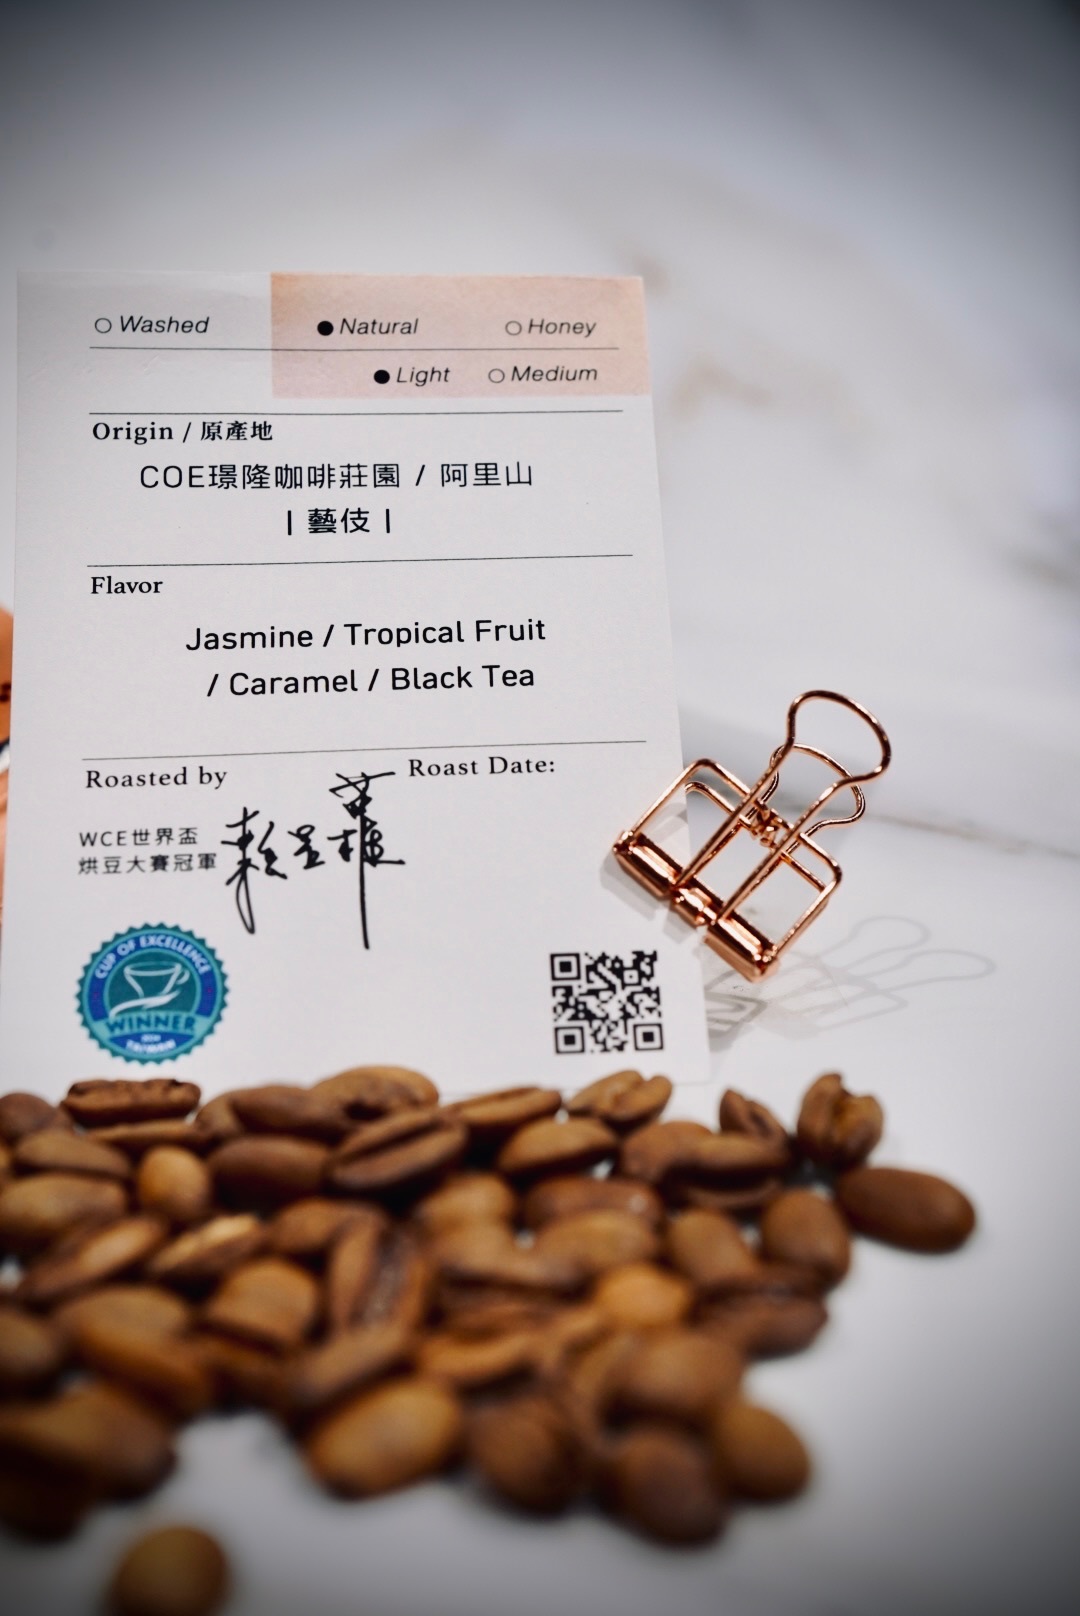 ○ Washed ● Natural ○ Honey
● Light ○ Medium
Origin / 原產地
COE璟隆咖啡莊園 / 阿里山
| 藝伎 |
Flavor
Jasmine / Tropical Fruit
/ Caramel / Black Tea
Roasted by
Roast Date:
WCE世界盃
烘豆大賽冠軍
CUP OF EXCELLENCE
WINNER
TAIWAN